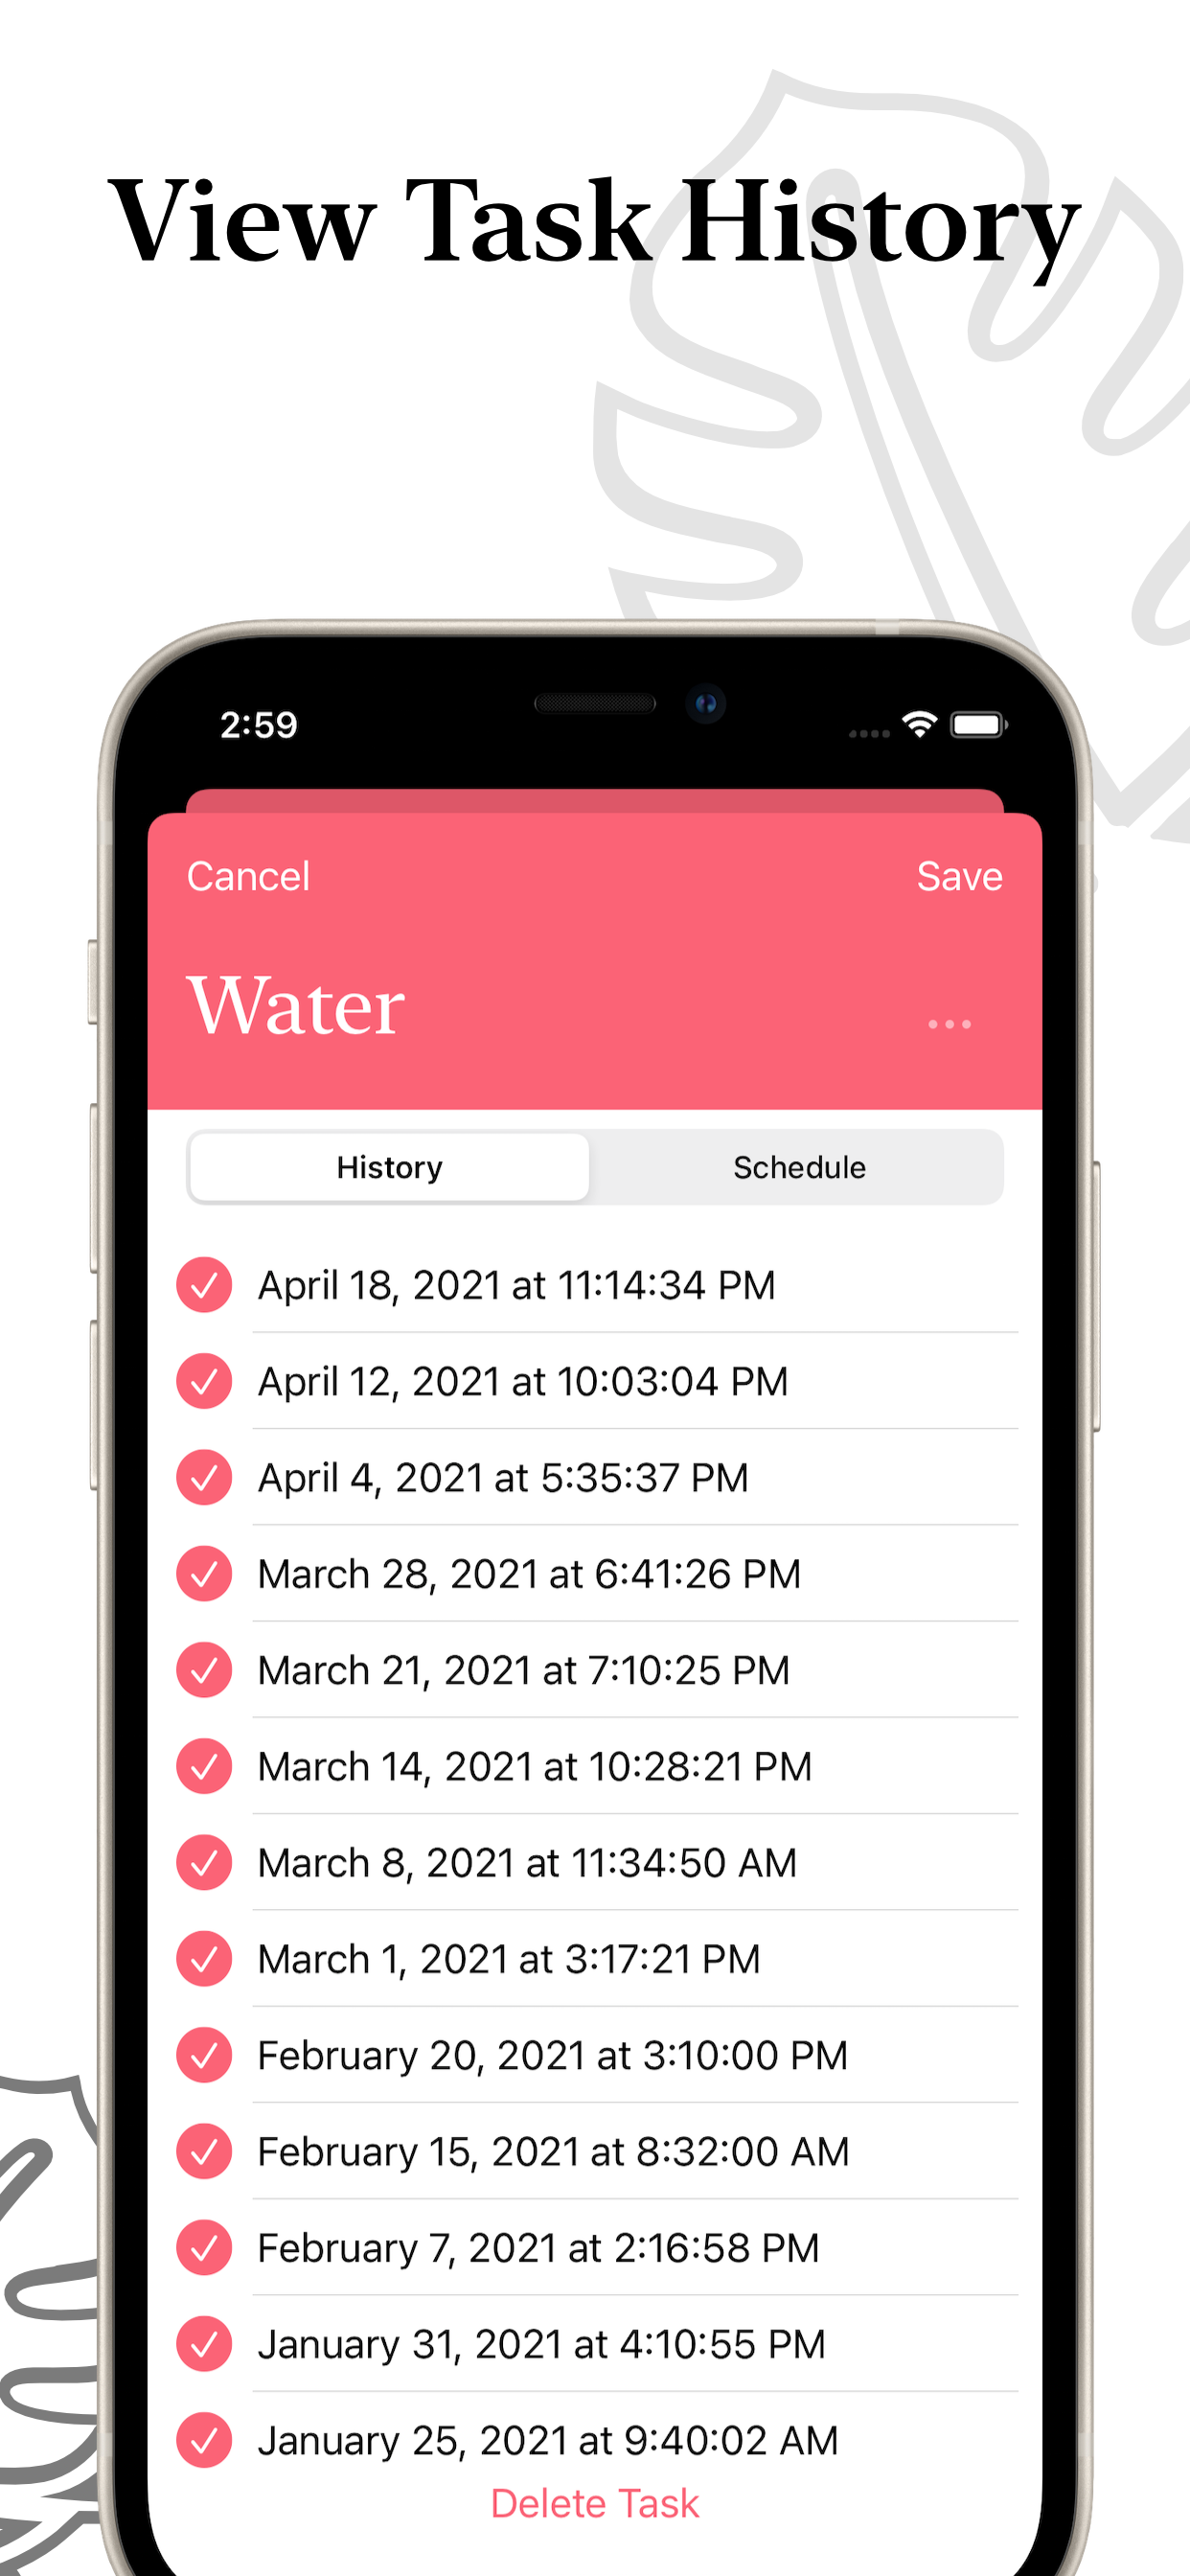 View Task History
2:59
Cancel
Save
Water
History
Schedule
April 18, 2021 at 11:14:34 PM
April 12, 2021 at 10:03:04 PM
April 4, 2021 at 5:35:37 PM
March 28, 2021 at 6:41:26 PM
March 21, 2021 at 7:10:25 PM
March 14, 2021 at 10:28:21 PM
March 8, 2021 at 11:34:50 AM
March 1, 2021 at 3:17:21 PM
February 20, 2021 at 3:10:00 PM
February 15, 2021 at 8:32:00 AM
February 7, 2021 at 2:16:58 PM
January 31, 2021 at 4:10:55 PM
January 25, 2021 at 9:40:02 AM
Delete Task